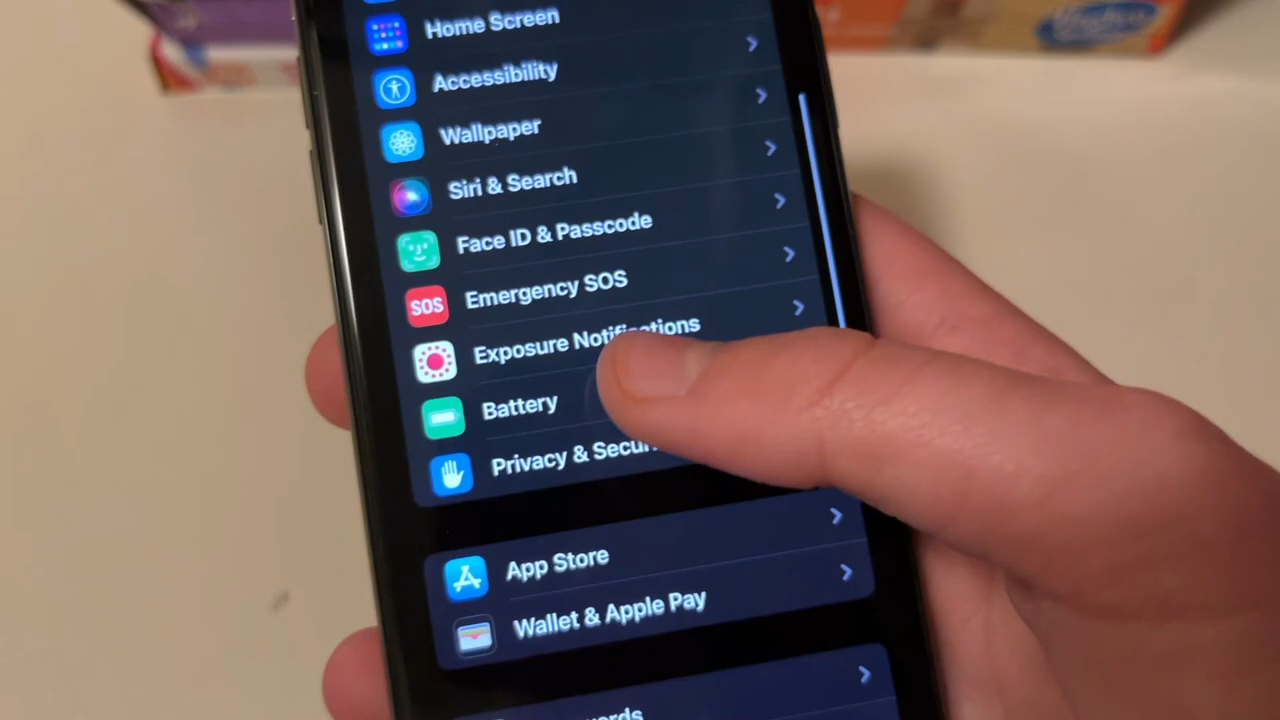 Home Screen
Accessibility
Wallpaper
Siri & Search
Face ID & Passcode
SOS
Emergency SOS
Exposure Notifications
Battery
Privacy &
App Store
Wallet & Apple Pay